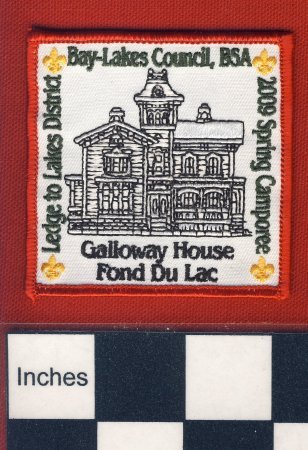 Bay-Lakes Council, BSA
Ledge to Lakes District
2009 Spring Camporee
Galloway House
Fond Du Lac
Inches